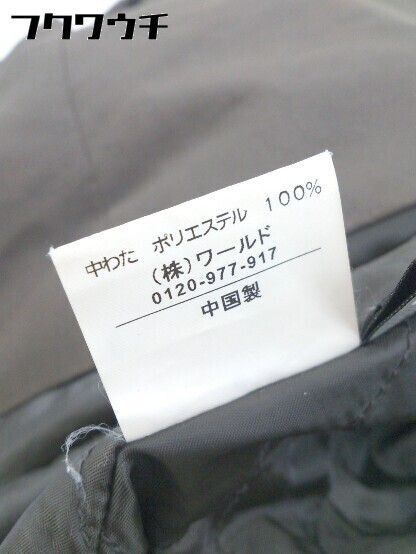 フクワウチ
中わた ポリエステル 100%
(株)ワールド
0120-977-917
中国製